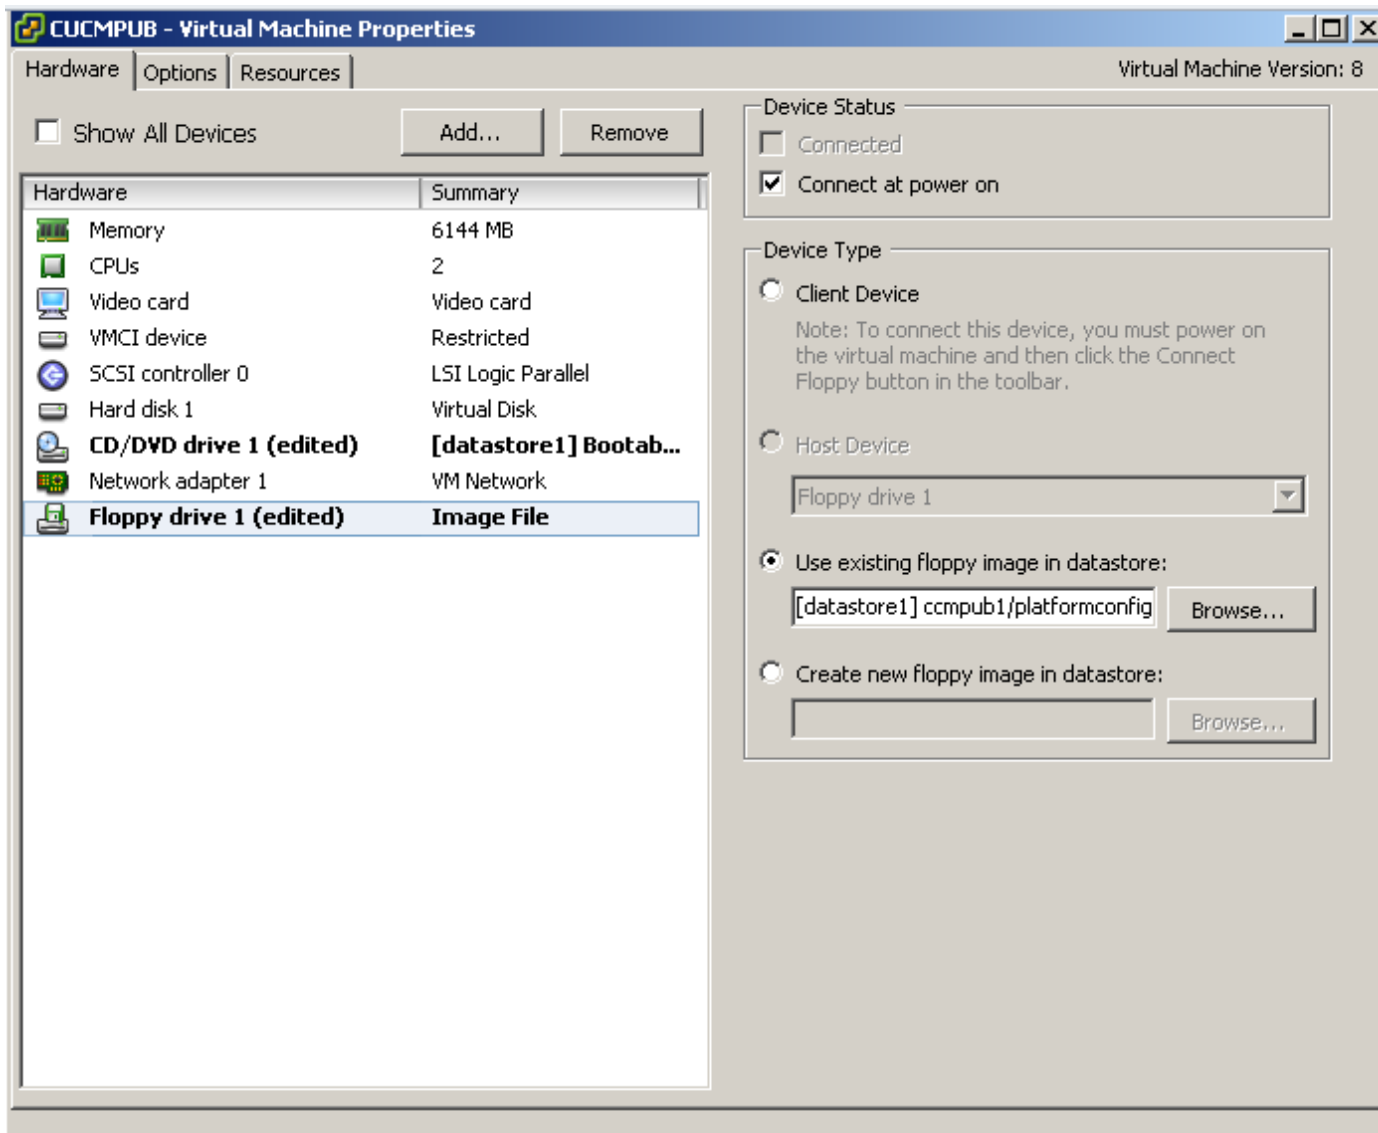 CUCMPUB - Virtual Machine Properties
Hardware Options Resources Virtual Machine Version: 8
Show All Devices Add... Remove
Hardware Summary
Memory 6144 MB
CPUs 2
Video card Video card
VMCI device Restricted
SCSI controller 0 LSI Logic Parallel
Hard disk 1 Virtual Disk
CD/DVD drive 1 (edited) [datastore1] Bootab...
Network adapter 1 VM Network
Floppy drive 1 (edited) Image File
Device Status
Connected
Connect at power on
Device Type
Client Device
Note: To connect this device, you must power on
the virtual machine and then click the Connect
Floppy button in the toolbar.
Host Device
Floppy drive 1
Use existing floppy image in datastore:
[datastore1] ccmpub1/platformconfig Browse...
Create new floppy image in datastore:
Browse...